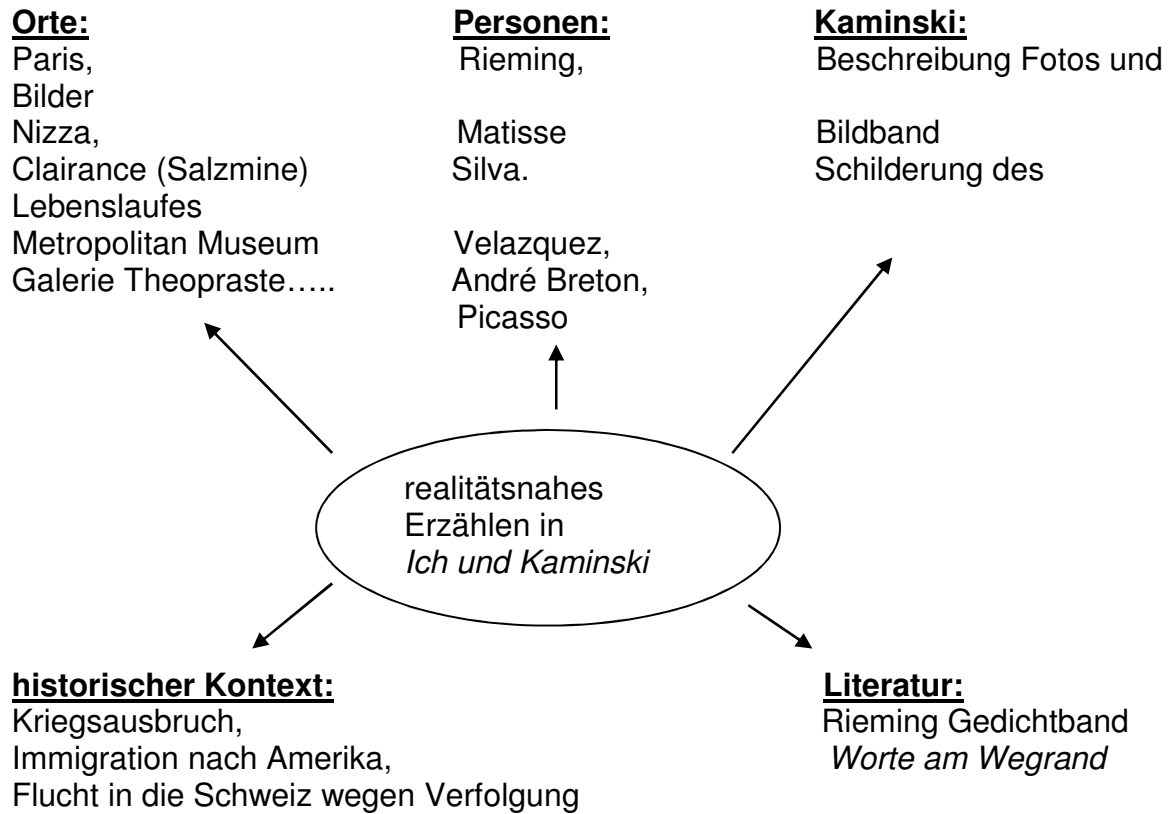 Orte: Personen: Kaminski:
Paris, Rieming, Beschreibung Fotos und
Bilder
Nizza, Matisse Bildband
Clairance (Salzmine) Silva. Schilderung des
Lebenslaufes
Metropolitan Museum Velazquez,
Galerie Theopraste….. André Breton,
Picasso
realitätsnahes
Erzählen in
Ich und Kaminski
historischer Kontext: Literatur:
Kriegsausbruch, Rieming Gedichtband
Immigration nach Amerika, Worte am Wegrand
Flucht in die Schweiz wegen Verfolgung